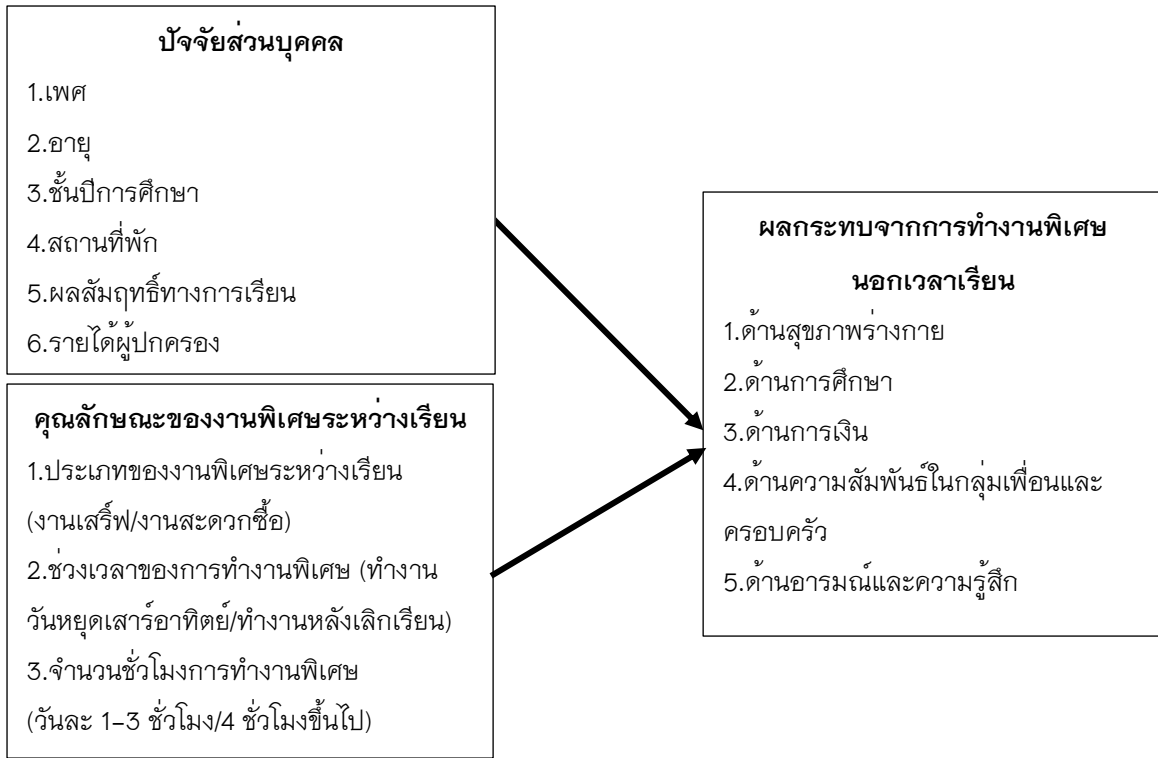 ปัจจัยส่วนบุคคล
1.เพศ
2.อายุ
3.ชั้นปีการศึกษา
4.สถานที่พัก
5.ผลสัมฤทธิ์ทางการเรียน
6.รายได้ผู้ปกครอง
คุณลักษณะของงานพิเศษระหว่างเรียน
1.ประเภทของงานพิเศษระหว่างเรียน
(งานเสริ์ฟ/งานสะดวกซื้อ)
2.ช่วงเวลาของการทำงานพิเศษ (ทำงาน
วันหยุดเสาร์อาทิตย์/ทำงานหลังเลิกเรียน)
3.จำนวนชั่วโมงการทำงานพิเศษ
(วันละ 1–3 ชั่วโมง/4 ชั่วโมงขึ้นไป)
ผลกระทบจากการทำงานพิเศษ
นอกเวลาเรียน
1.ด้านสุขภาพร่างกาย
2.ด้านการศึกษา
3.ด้านการเงิน
4.ด้านความสัมพันธ์ในกลุ่มเพื่อนและ
ครอบครัว
5.ด้านอารมณ์และความรู้สึก